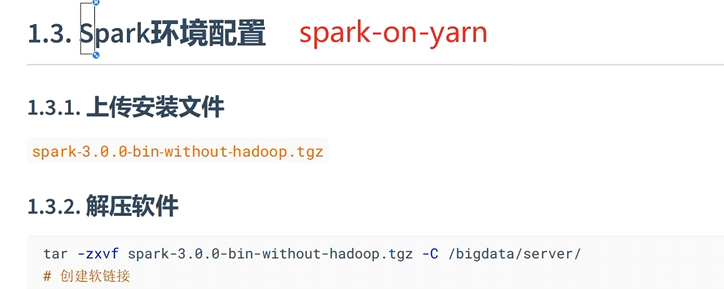 1.3. Spark环境配置 spark-on-yarn
1.3.1. 上传安装文件
spark-3.0.0-bin-without-hadoop.tgz
1.3.2. 解压软件
tar -zxvf spark-3.0.0-bin-without-hadoop.tgz -C /bigdata/server/
# 创建软链接